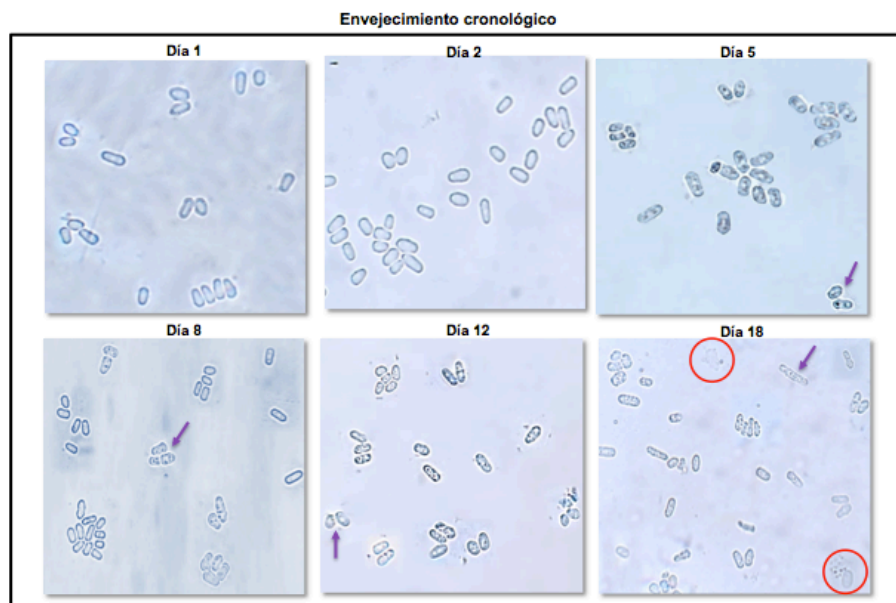 Envejecimiento cronológico
Día 1
Día 2
Día 5
Día 8
Día 12
Día 18